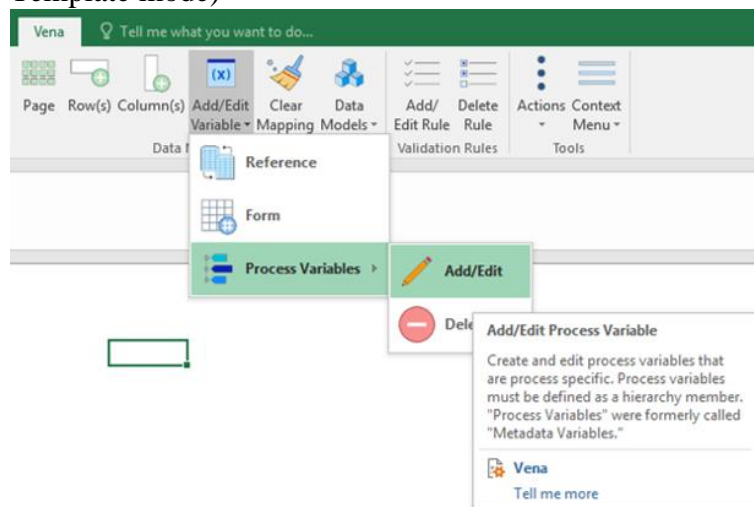 Template mode)
Vena Tell me what you want to do...
Page Row(s) Column(s) Add/Edit Clear Data Add/ Delete Actions Context
Variable Mapping Models Edit Rule Rule Menu
Data Validation Rules Tools
Reference
Form
Process Variables Add/Edit
Dele
Add/Edit Process Variable
Create and edit process variables that
are process specific. Process variables
must be defined as a hierarchy member.
"Process Variables" were formerly called
"Metadata Variables."
Vena
Tell me more